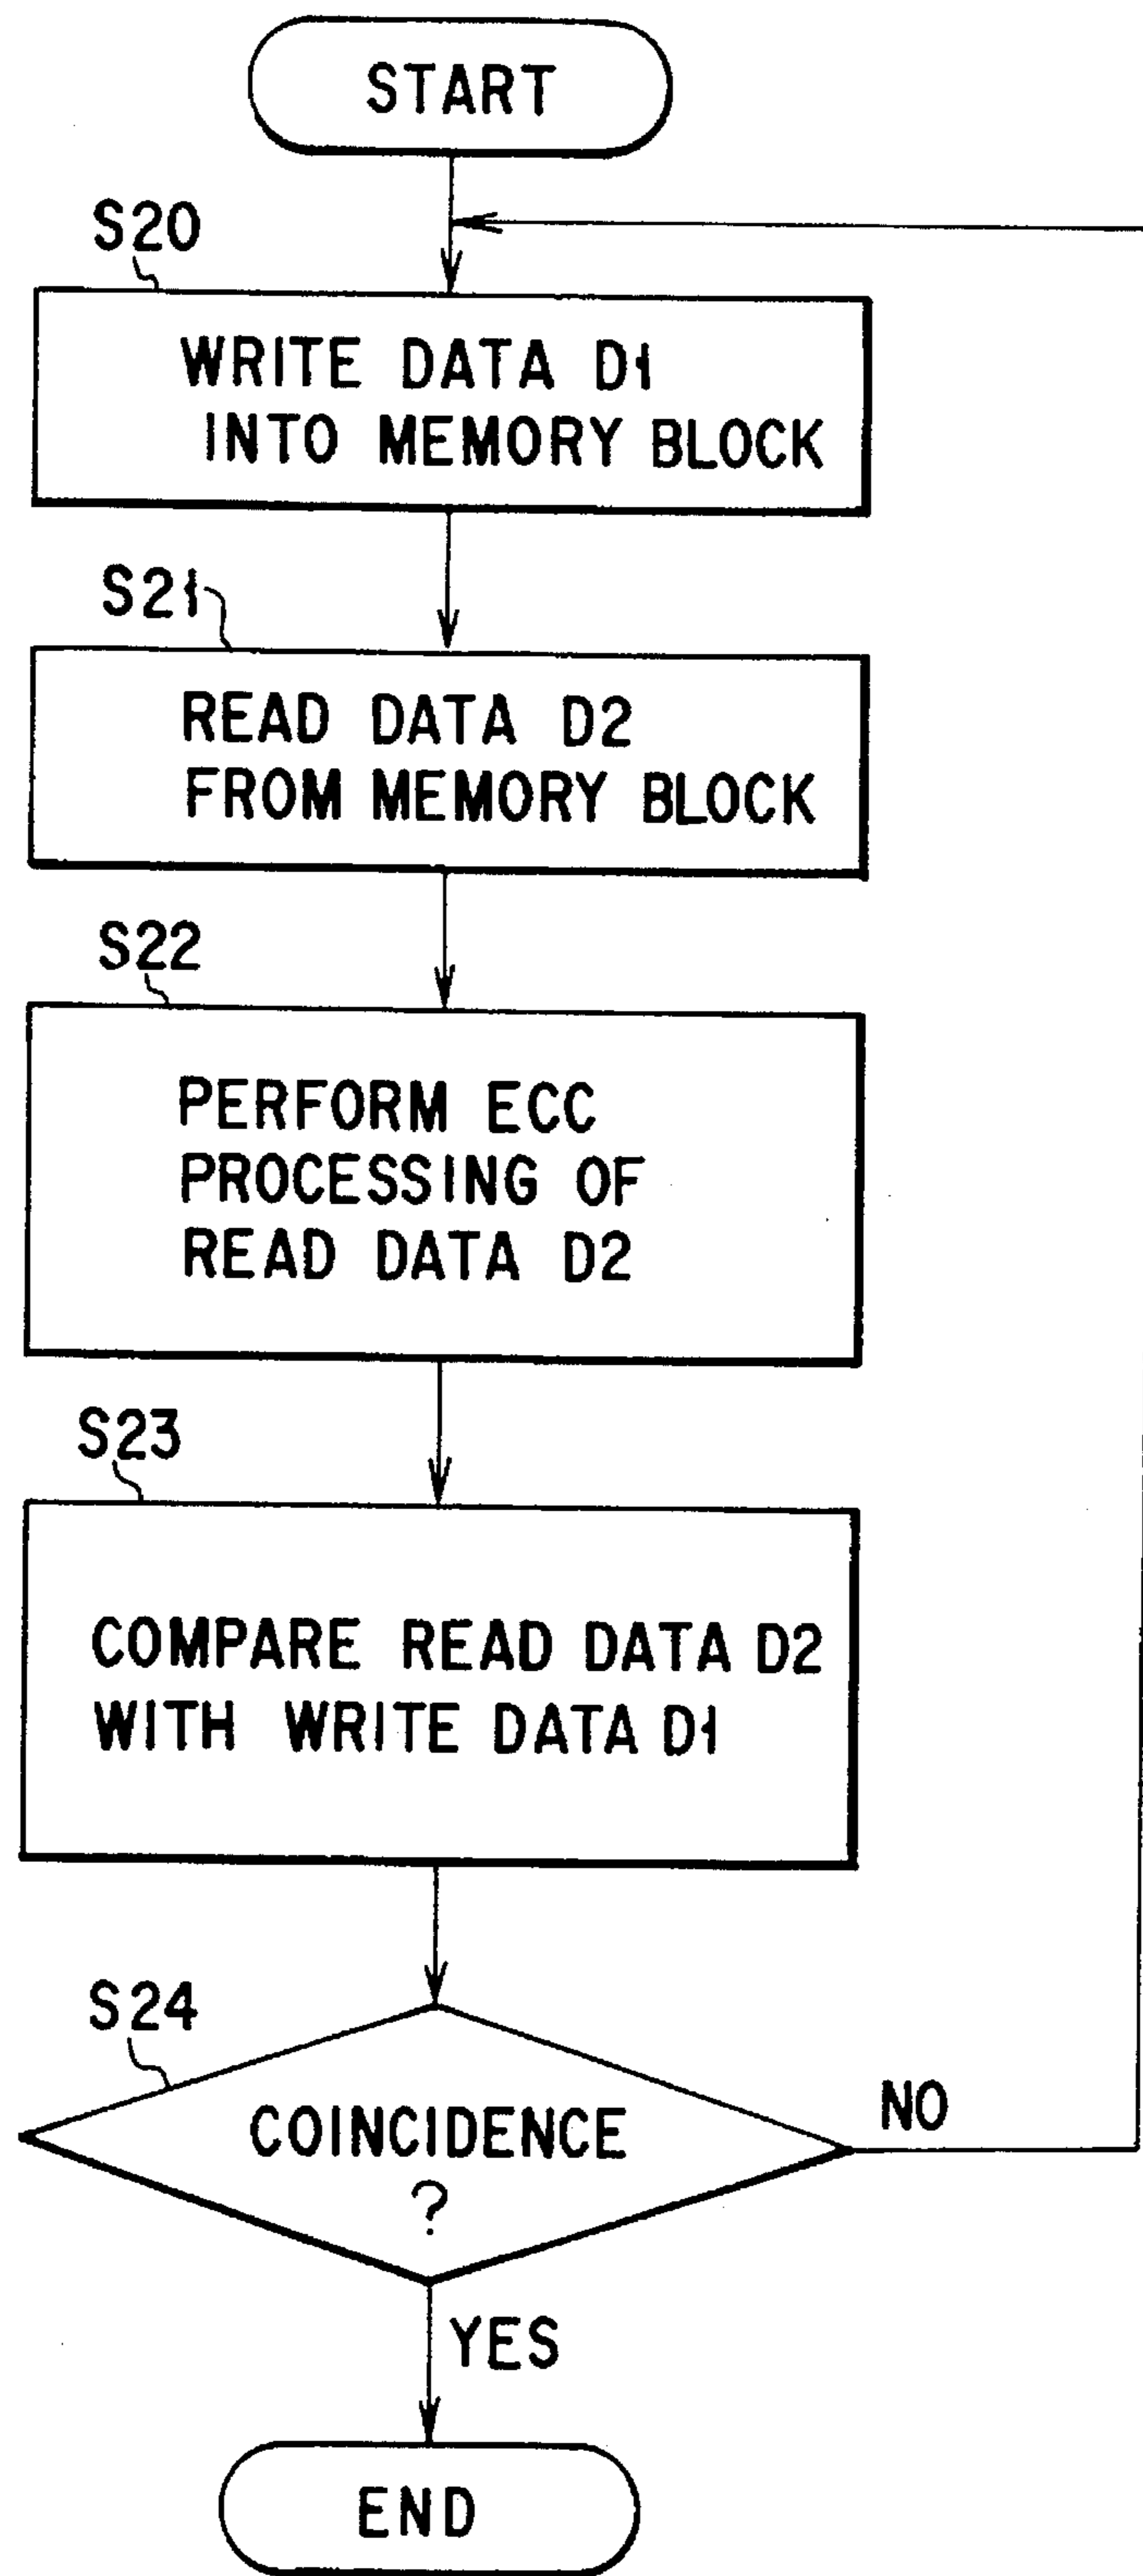 START
S20
WRITE DATA D1
INTO MEMORY BLOCK
S21
READ DATA D2
FROM MEMORY BLOCK
S22
PERFORM ECC
PROCESSING OF
READ DATA D2
S23
COMPARE READ DATA D2
WITH WRITE DATA D1
S24
COINCIDENCE
?
NO
YES
END